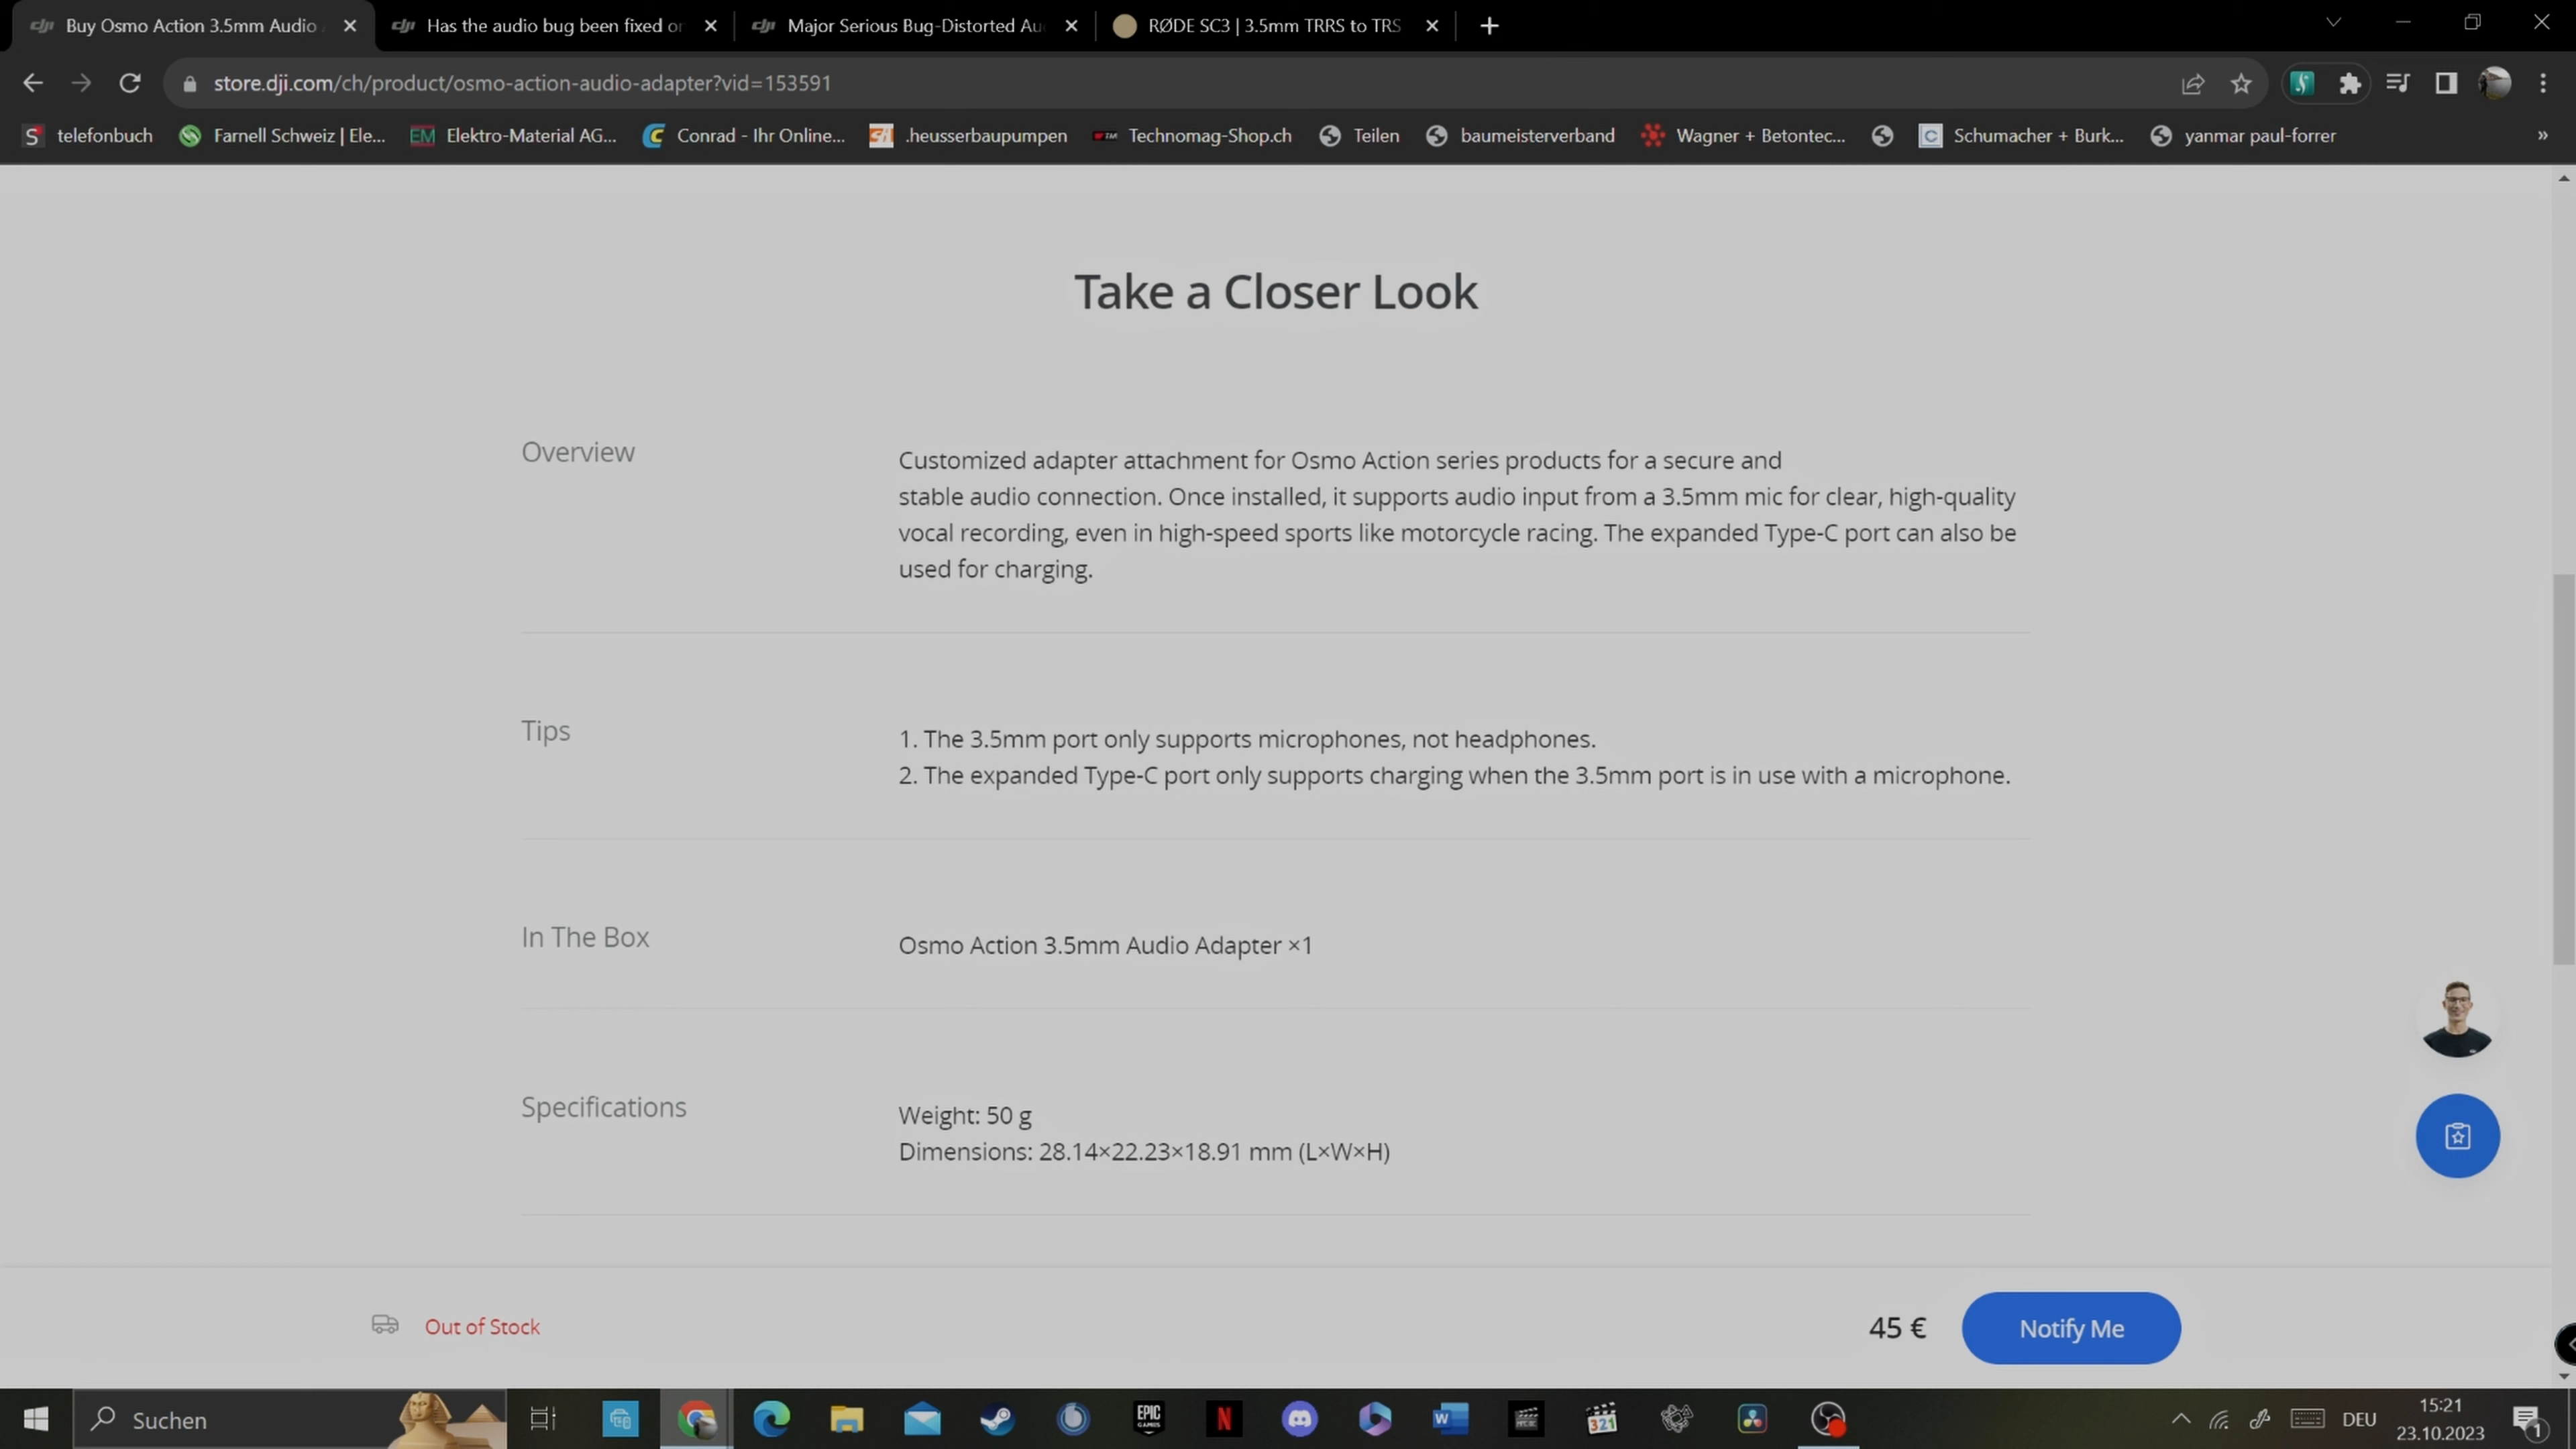 Buy Osmo Action 3.5mm Audio
Has the audio bug been fixed or
Major Serious Bug-Distorted Au
RØDE SC3 | 3.5mm TRRS to TRS
store.dji.com/ch/product/osmo-action-audio-adapter?vid=153591
telefonbuch
Farnell Schweiz | Ele...
EM
Elektro-Material AG...
Conrad - Ihr Online...
.heusserbaupumpen
Technomag-Shop.ch
Teilen
baumeisterverband
Wagner + Betontec...
Schumacher + Burk...
yanmar paul-forrer
»
Take a Closer Look
Overview
Customized adapter attachment for Osmo Action series products for a secure and
stable audio connection. Once installed, it supports audio input from a 3.5mm mic for clear, high-quality
vocal recording, even in high-speed sports like motorcycle racing. The expanded Type-C port can also be
used for charging.
Tips
1. The 3.5mm port only supports microphones, not headphones.
2. The expanded Type-C port only supports charging when the 3.5mm port is in use with a microphone.
In The Box
Osmo Action 3.5mm Audio Adapter ×1
Specifications
Weight: 50 g
Dimensions: 28.14×22.23×18.91 mm (L×W×H)
Out of Stock
45 €
Notify Me
Suchen
EPIC
GAMES
321
DEU
15:21
23.10.2023
1